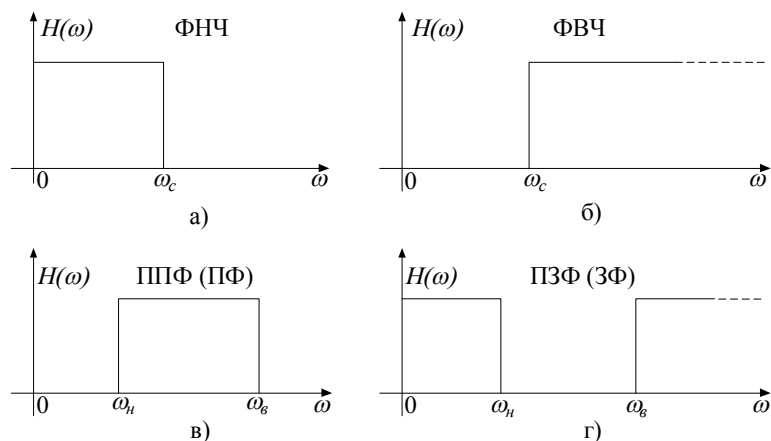 H(ω) ФНЧ
0 ω_c ω
а)
H(ω) ФВЧ
0 ω_c ω
б)
H(ω) ППФ (ПФ)
0 ω_н ω_в ω
в)
H(ω) ПЗФ (ЗФ)
0 ω_н ω_в ω
г)